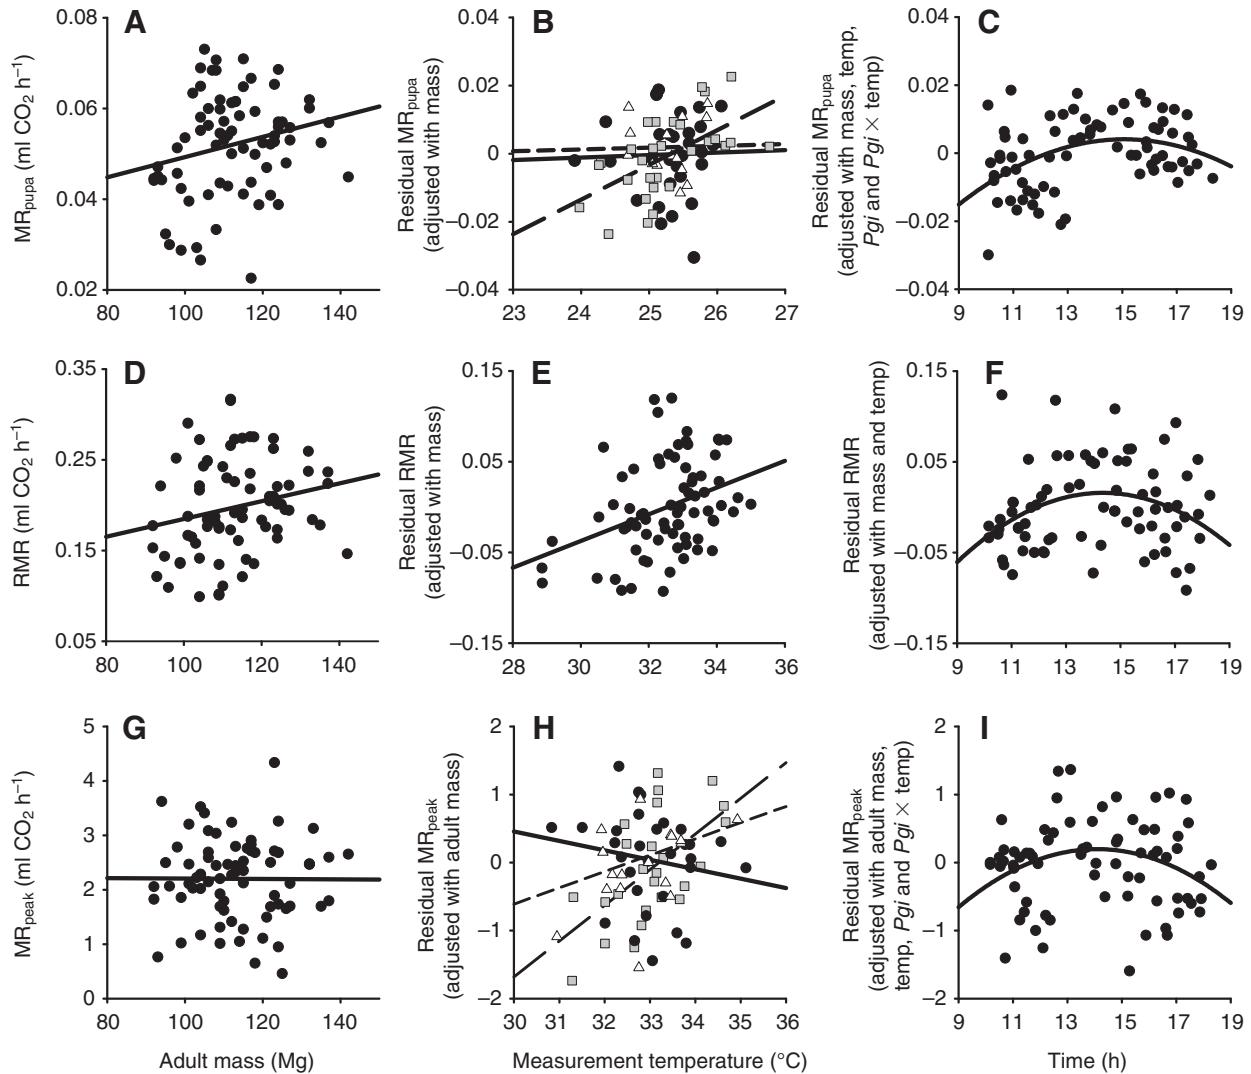 A
MR_pupa (ml CO₂ h⁻¹)
0.08
0.06
0.04
0.02
80 100 120 140
B
Residual MR_pupa
(adjusted with mass)
0.04
0.02
0
–0.02
–0.04
23 24 25 26 27
C
Residual MR_pupa
(adjusted with mass, temp,
Pgi and Pgi × temp)
0.04
0.02
0
–0.02
–0.04
9 11 13 15 17 19
D
RMR (ml CO₂ h⁻¹)
0.35
0.25
0.15
0.05
80 100 120 140
E
Residual RMR
(adjusted with mass)
0.15
0.05
–0.05
–0.15
28 30 32 34 36
F
Residual RMR
(adjusted with mass and temp)
0.15
0.05
–0.05
–0.15
9 11 13 15 17 19
G
MR_peak (ml CO₂ h⁻¹)
5
4
3
2
1
0
80 100 120 140
Adult mass (Mg)
H
Residual MR_peak
(adjusted with adult mass)
2
1
0
–1
–2
30 31 32 33 34 35 36
Measurement temperature (°C)
I
Residual MR_peak
(adjusted with adult mass,
temp, Pgi and Pgi × temp)
2
1
0
–1
–2
9 11 13 15 17 19
Time (h)